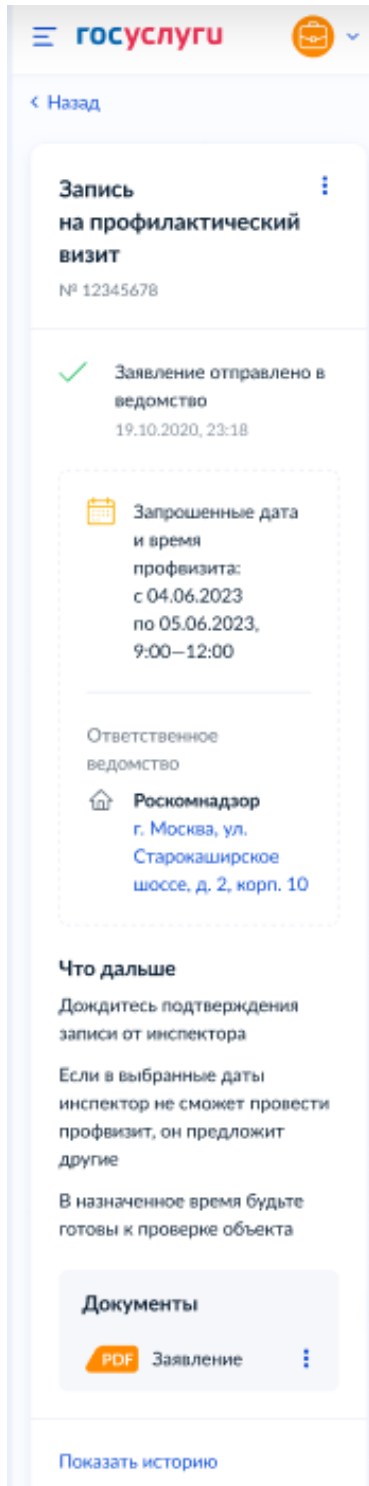 госуслуги
Назад
Запись
на профилактический
визит
№ 12345678
Заявление отправлено в
ведомство
19.10.2020, 23:18
Запрошенные дата
и время
профвизита:
с 04.06.2023
по 05.06.2023,
9:00—12:00
Ответственное
ведомство
Роскомнадзор
г. Москва, ул.
Старокаширское
шоссе, д. 2, корп. 10
Что дальше
Дождитесь подтверждения
записи от инспектора
Если в выбранные даты
инспектор не сможет провести
профвизит, он предложит
другие
В назначенное время будьте
готовы к проверке объекта
Документы
PDF Заявление
Показать историю